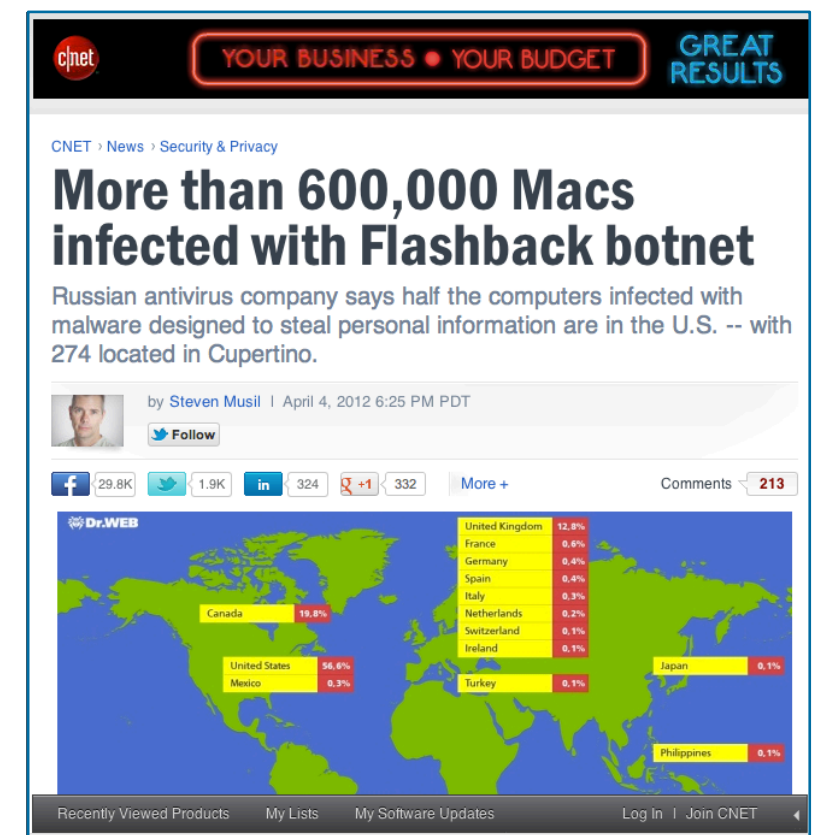 c|net
YOUR BUSINESS • YOUR BUDGET
GREAT
RESULTS
CNET › News › Security & Privacy
More than 600,000 Macs
infected with Flashback botnet
Russian antivirus company says half the computers infected with
malware designed to steal personal information are in the U.S. -- with
274 located in Cupertino.
by Steven Musil | April 4, 2012 6:25 PM PDT
Follow
f 29.8K 1.9K in 324 g +1 332 More + Comments 213
Dr.WEB
United Kingdom 12,8%
France 0,6%
Germany 0,4%
Spain 0,4%
Italy 0,3%
Netherlands 0,2%
Switzerland 0,1%
Ireland 0,1%
Canada 19,8%
United States 56,6%
Mexico 0,3%
Turkey 0,1%
Japan 0,1%
Philippines 0,1%
Recently Viewed Products My Lists My Software Updates Log In | Join CNET